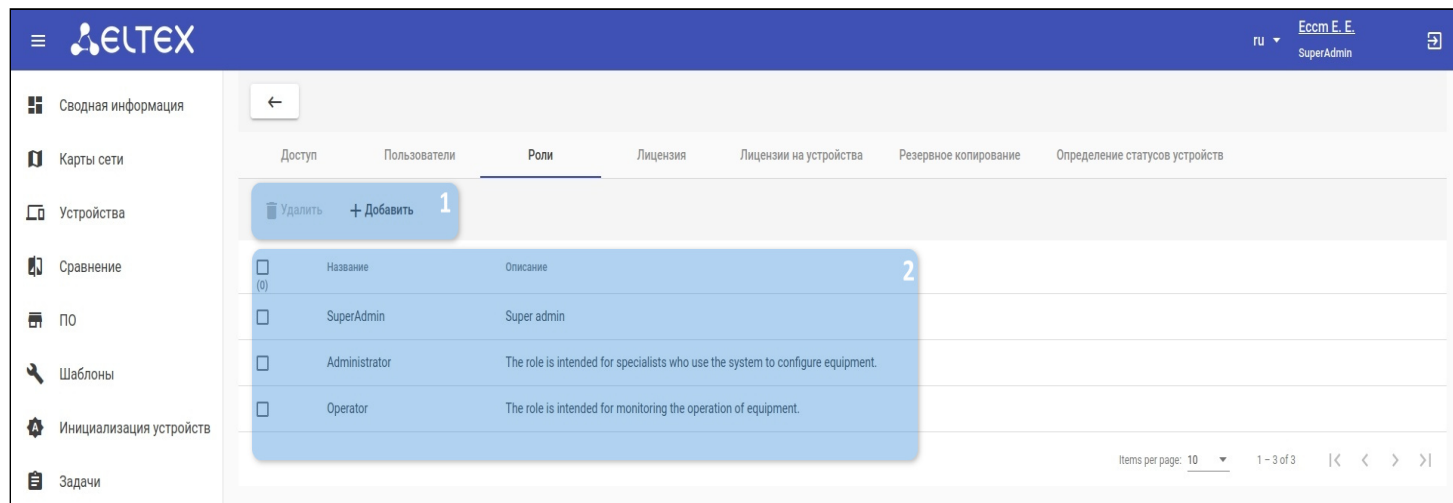 ELTEX
ru
Eccm E. E.
SuperAdmin
Сводная информация
Карты сети
Устройства
Сравнение
ПО
Шаблоны
Инициализация устройств
Задачи
Доступ Пользователи Роли Лицензия Лицензии на устройства Резервное копирование Определение статусов устройств
Удалить + Добавить 1
Название Описание 2
(0)
SuperAdmin Super admin
Administrator The role is intended for specialists who use the system to configure equipment.
Operator The role is intended for monitoring the operation of equipment.
Items per page: 10 1 – 3 of 3